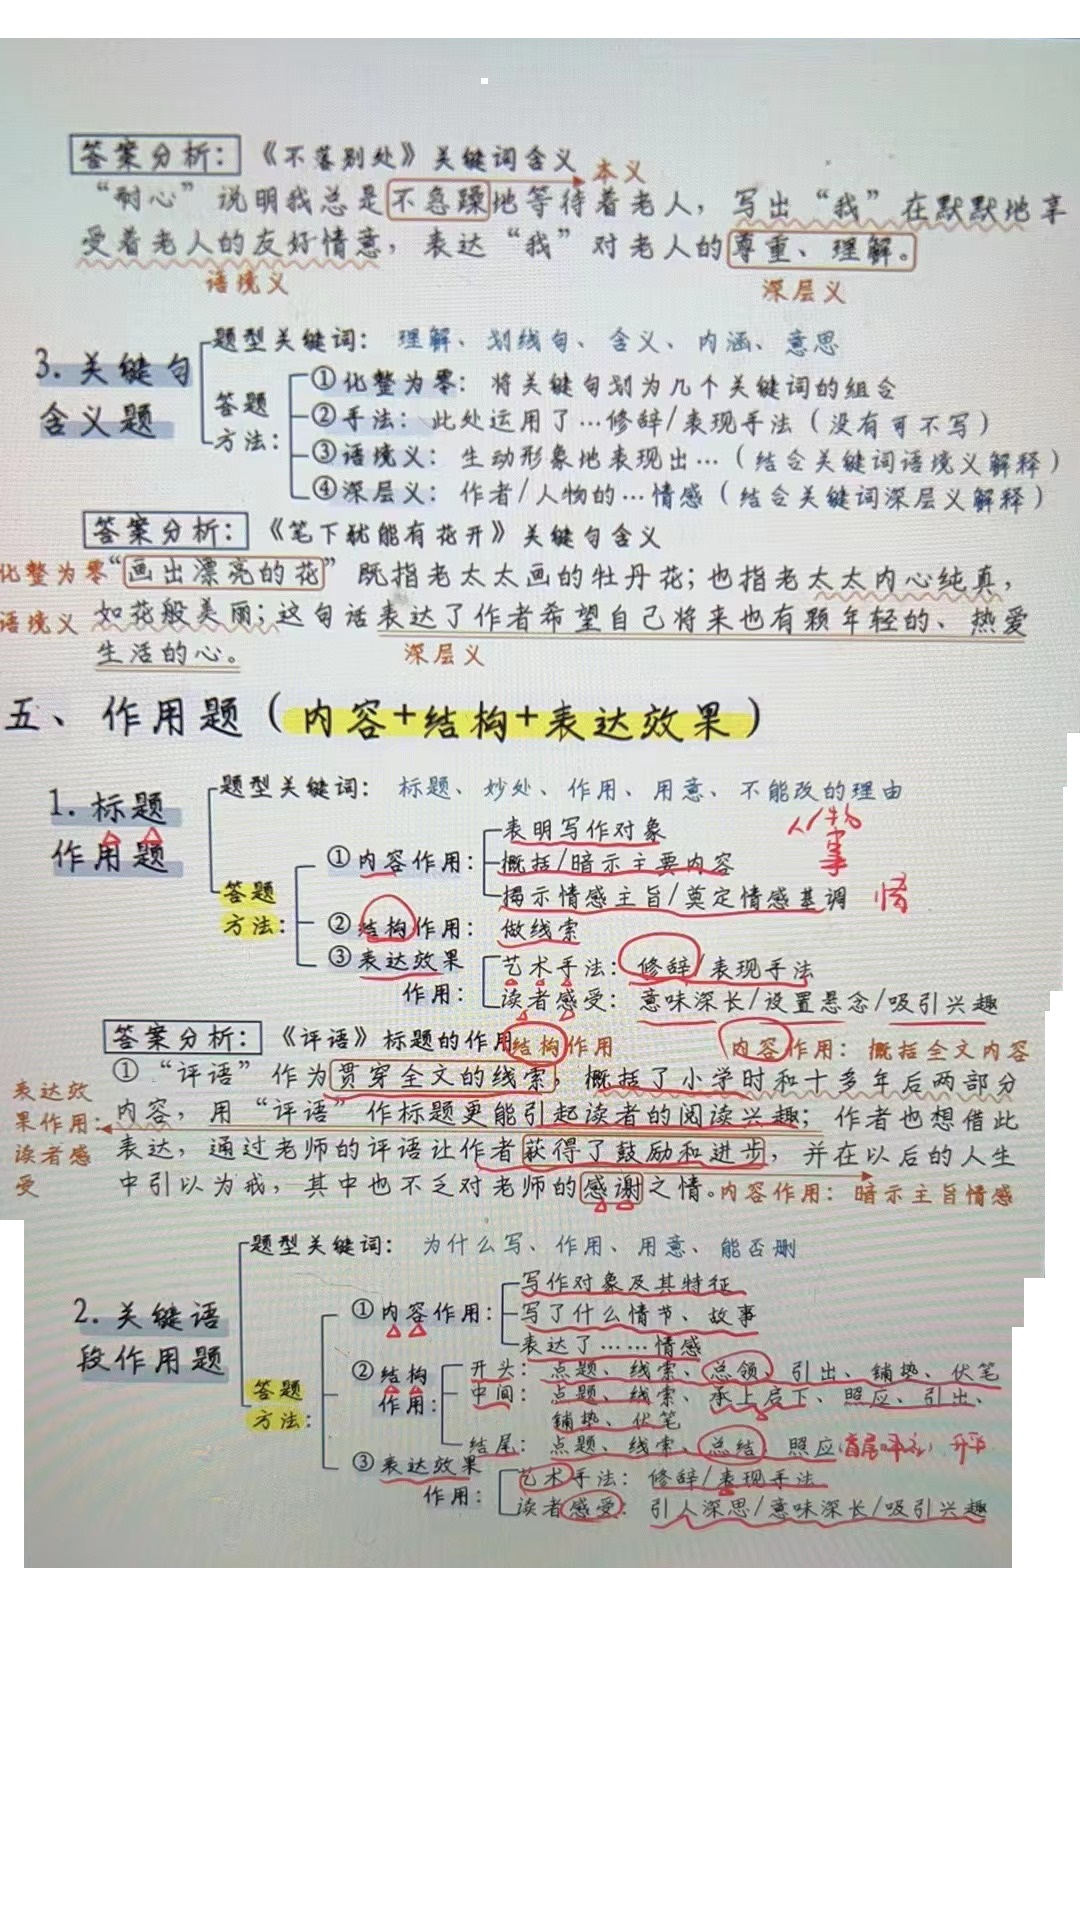 答案分析：《不落别处》关键词含义
本义
“耐心”说明我总是不急躁地等待着老人，写出“我”在默默地享
受着老人的友好情意，表达“我”对老人的尊重、理解。
语境义 深层义
3.关键句含义题
题型关键词：理解、划线句、含义、内涵、意思
答题方法：
①化整为零：将关键句划为几个关键词的组合
②手法：此处运用了…修辞/表现手法（没有可不写）
③语境义：生动形象地表现出…（结合关键词语境义解释）
④深层义：作者/人物的…情感（结合关键词深层义解释）
答案分析：《笔下犹能有花开》关键句含义
化整为零“画出漂亮的花”既指老太太画的牡丹花；也指老太太内心纯真，
语境义 如花般美丽；这句话表达了作者希望自己将来也有颗年轻的、热爱
生活的心。 深层义
五、作用题（内容+结构+表达效果）
1.标题作用题
题型关键词：标题、妙处、作用、用意、不能改的理由
答题方法：
①内容作用：
表明写作对象 人/物
概括/暗示主要内容 事
揭示情感主旨/奠定情感基调 情
②结构作用：做线索
③表达效果作用：
艺术手法：修辞/表现手法
读者感受：意味深长/设置悬念/吸引兴趣
答案分析：《评语》标题的作用 结构作用 内容作用：概括全文内容
①“评语”作为贯穿全文的线索，概括了小学时和十多年后两部分
表达效果作用：读者感受
内容，用“评语”作标题更能引起读者的阅读兴趣；作者也想借此
表达，通过老师的评语让作者获得了鼓励和进步，并在以后的人生
中引以为戒，其中也不乏对老师的感谢之情。内容作用：暗示主旨情感
2.关键语段作用题
题型关键词：为什么写、作用、用意、能否删
答题方法：
①内容作用：
写作对象及其特征
写了什么情节、故事
表达了……情感
②结构作用：
开头：点题、线索、总领、引出、铺垫、伏笔
中间：点题、线索、承上启下、照应、引出、
铺垫、伏笔
结尾：点题、线索、总结、照应
③表达效果作用：
艺术手法：修辞/表现手法
读者感受：引人深思/意味深长/吸引兴趣